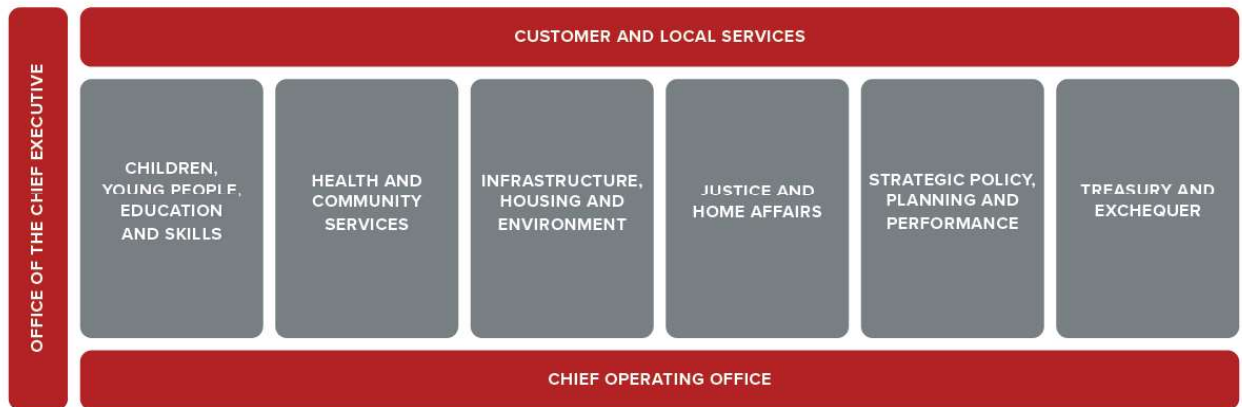 OFFICE OF THE CHIEF EXECUTIVE
CUSTOMER AND LOCAL SERVICES
CHILDREN,
YOUNG PEOPLE,
EDUCATION
AND SKILLS
HEALTH AND
COMMUNITY
SERVICES
INFRASTRUCTURE,
HOUSING AND
ENVIRONMENT
JUSTICE AND
HOME AFFAIRS
STRATEGIC POLICY,
PLANNING AND
PERFORMANCE
TREASURY AND
EXCHEQUER
CHIEF OPERATING OFFICE